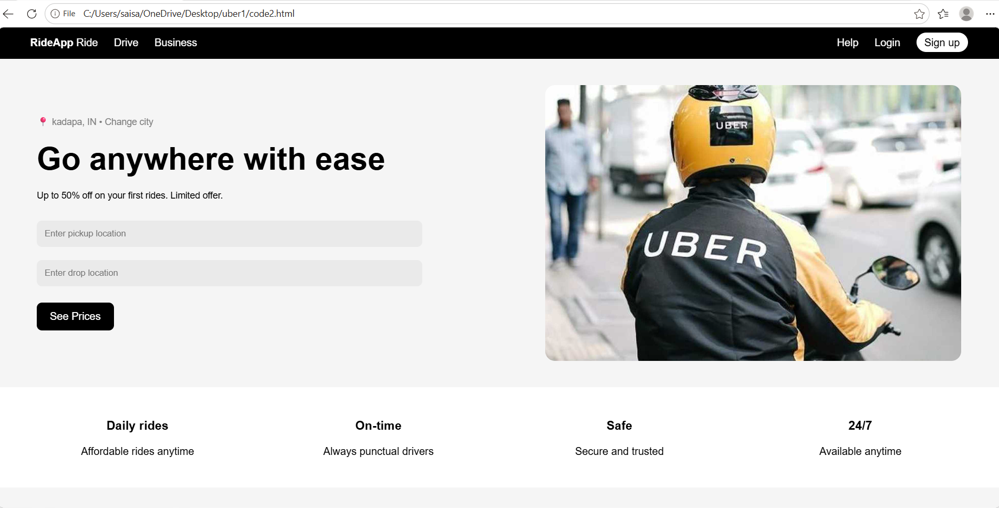 File C:/Users/saisa/OneDrive/Desktop/uber1/code2.html
RideApp Ride Drive Business Help Login Sign up
kadapa, IN • Change city
Go anywhere with ease
Up to 50% off on your first rides. Limited offer.
Enter pickup location
Enter drop location
See Prices
UBER
UBER
Daily rides
Affordable rides anytime
On-time
Always punctual drivers
Safe
Secure and trusted
24/7
Available anytime